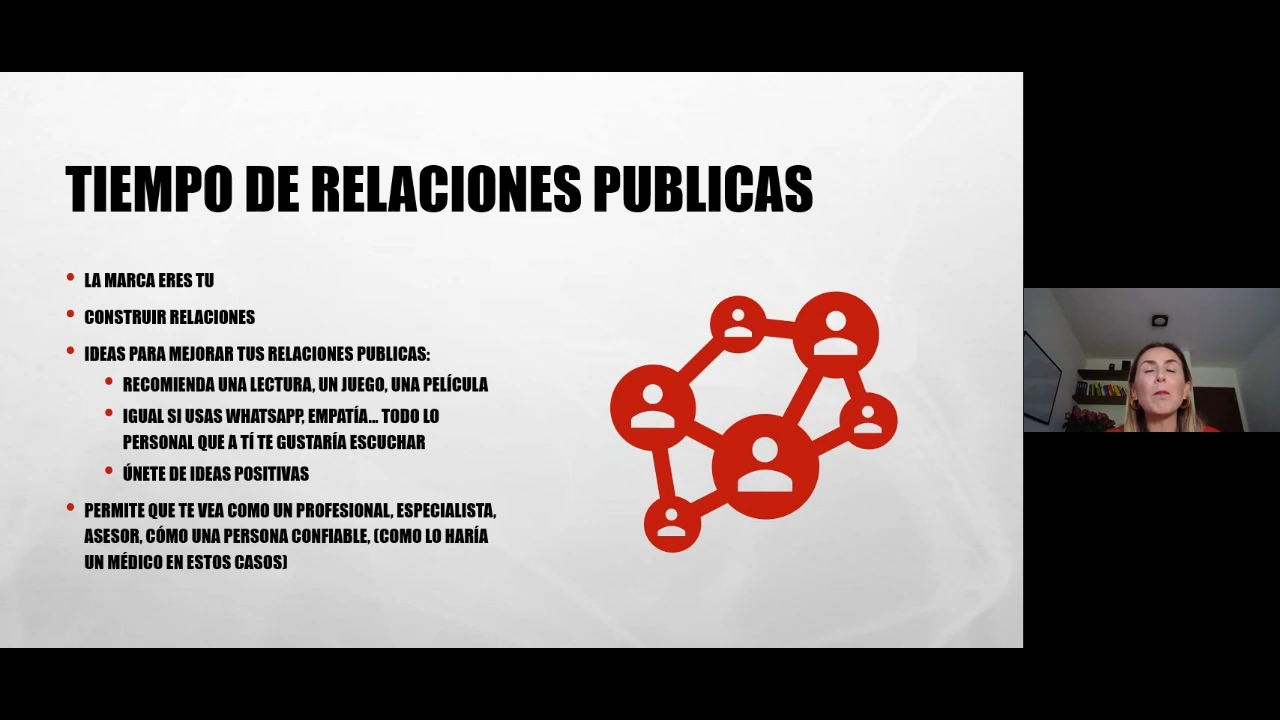 TIEMPO DE RELACIONES PUBLICAS
• LA MARCA ERES TU
• CONSTRUIR RELACIONES
• IDEAS PARA MEJORAR TUS RELACIONES PUBLICAS:
• RECOMIENDA UNA LECTURA, UN JUEGO, UNA PELÍCULA
• IGUAL SI USAS WHATSAPP, EMPATÍA... TODO LO
PERSONAL QUE A TÍ TE GUSTARÍA ESCUCHAR
• ÚNETE DE IDEAS POSITIVAS
• PERMITE QUE TE VEA COMO UN PROFESIONAL, ESPECIALISTA,
ASESOR, CÓMO UNA PERSONA CONFIABLE, (COMO LO HARÍA
UN MÉDICO EN ESTOS CASOS)